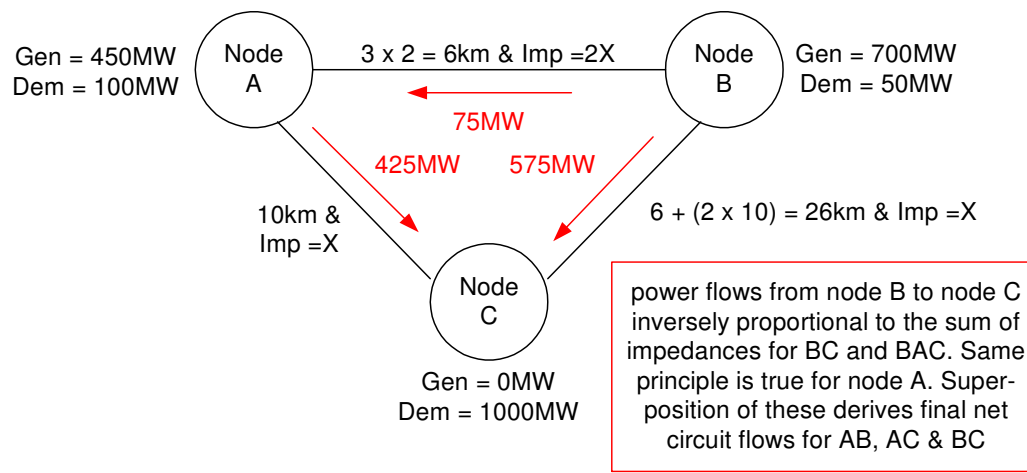 Gen = 450MW
Dem = 100MW
Node
A
3 x 2 = 6km & Imp =2X
Node
B
Gen = 700MW
Dem = 50MW
75MW
425MW
575MW
10km &
Imp =X
6 + (2 x 10) = 26km & Imp =X
Node
C
Gen = 0MW
Dem = 1000MW
power flows from node B to node C
inversely proportional to the sum of
impedances for BC and BAC. Same
principle is true for node A. Super-
position of these derives final net
circuit flows for AB, AC & BC